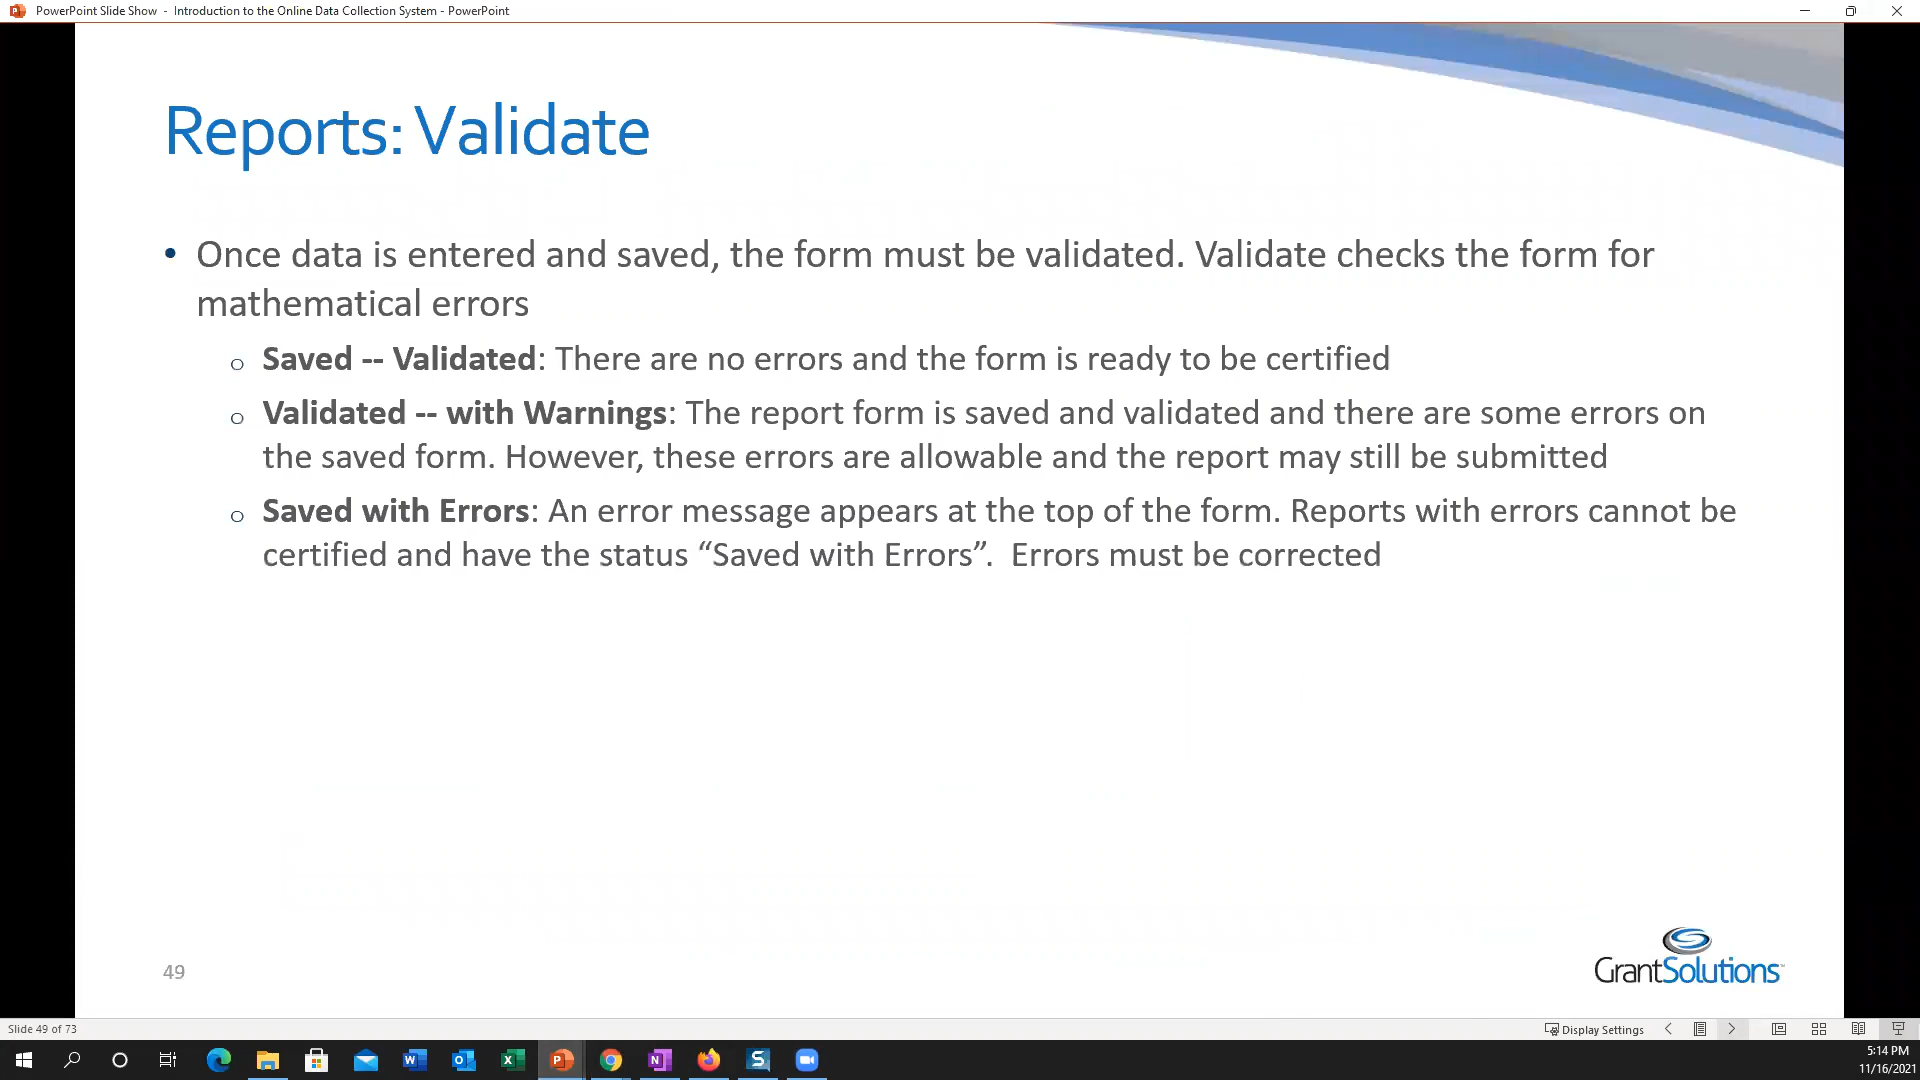 PowerPoint Slide Show - Introduction to the Online Data Collection System - PowerPoint
Reports: Validate
• Once data is entered and saved, the form must be validated. Validate checks the form for
mathematical errors
o Saved -- Validated: There are no errors and the form is ready to be certified
o Validated -- with Warnings: The report form is saved and validated and there are some errors on
the saved form. However, these errors are allowable and the report may still be submitted
o Saved with Errors: An error message appears at the top of the form. Reports with errors cannot be
certified and have the status “Saved with Errors”.  Errors must be corrected
49
GrantSolutions
Slide 49 of 73
Display Settings
5:14 PM
11/16/2021